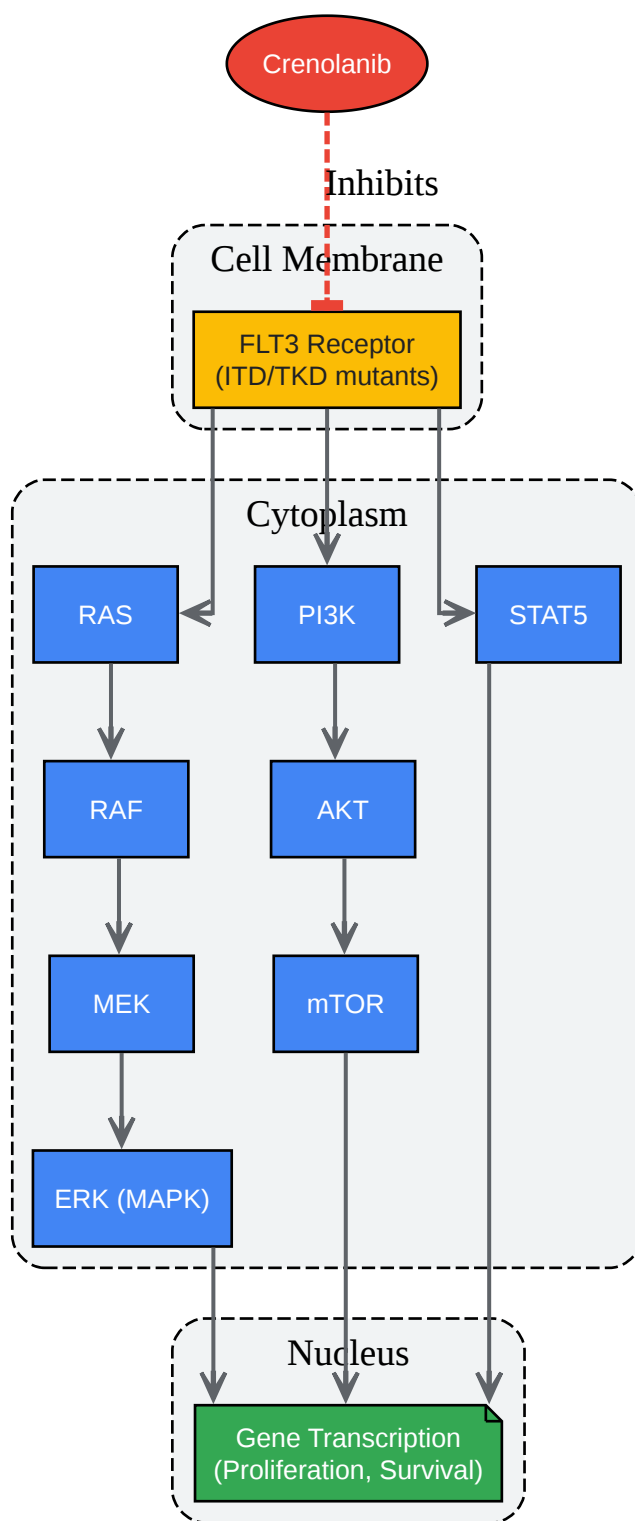 Crenolanib
Inhibits
Cell Membrane
FLT3 Receptor
(ITD/TKD mutants)
Cytoplasm
RAS
PI3K
STAT5
RAF
AKT
MEK
mTOR
ERK (MAPK)
Nucleus
Gene Transcription
(Proliferation, Survival)